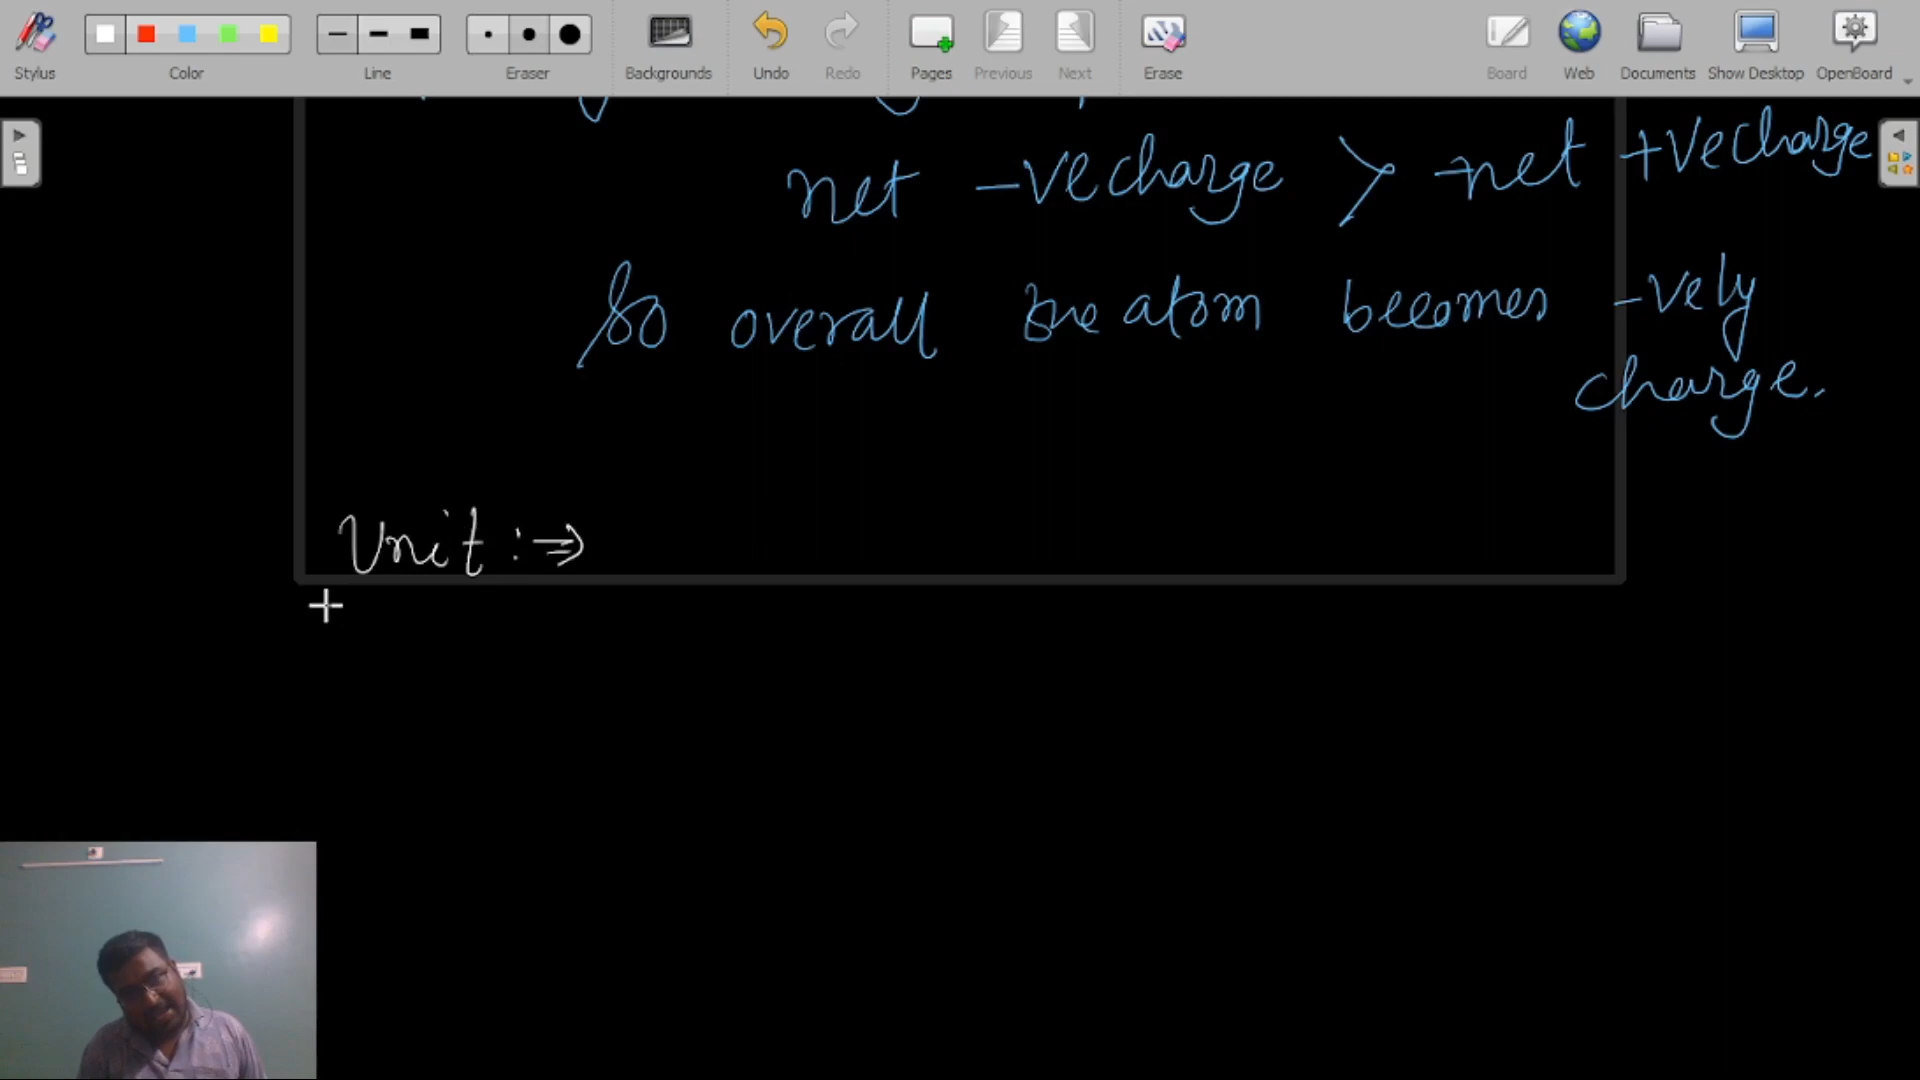 Stylus Color Line Eraser Backgrounds Undo Redo Pages Previous Next Erase Board Web Documents Show Desktop OpenBoard
net -ve charge > net +ve charge
So overall the atom becomes -vely
charge.
Unit :⇒